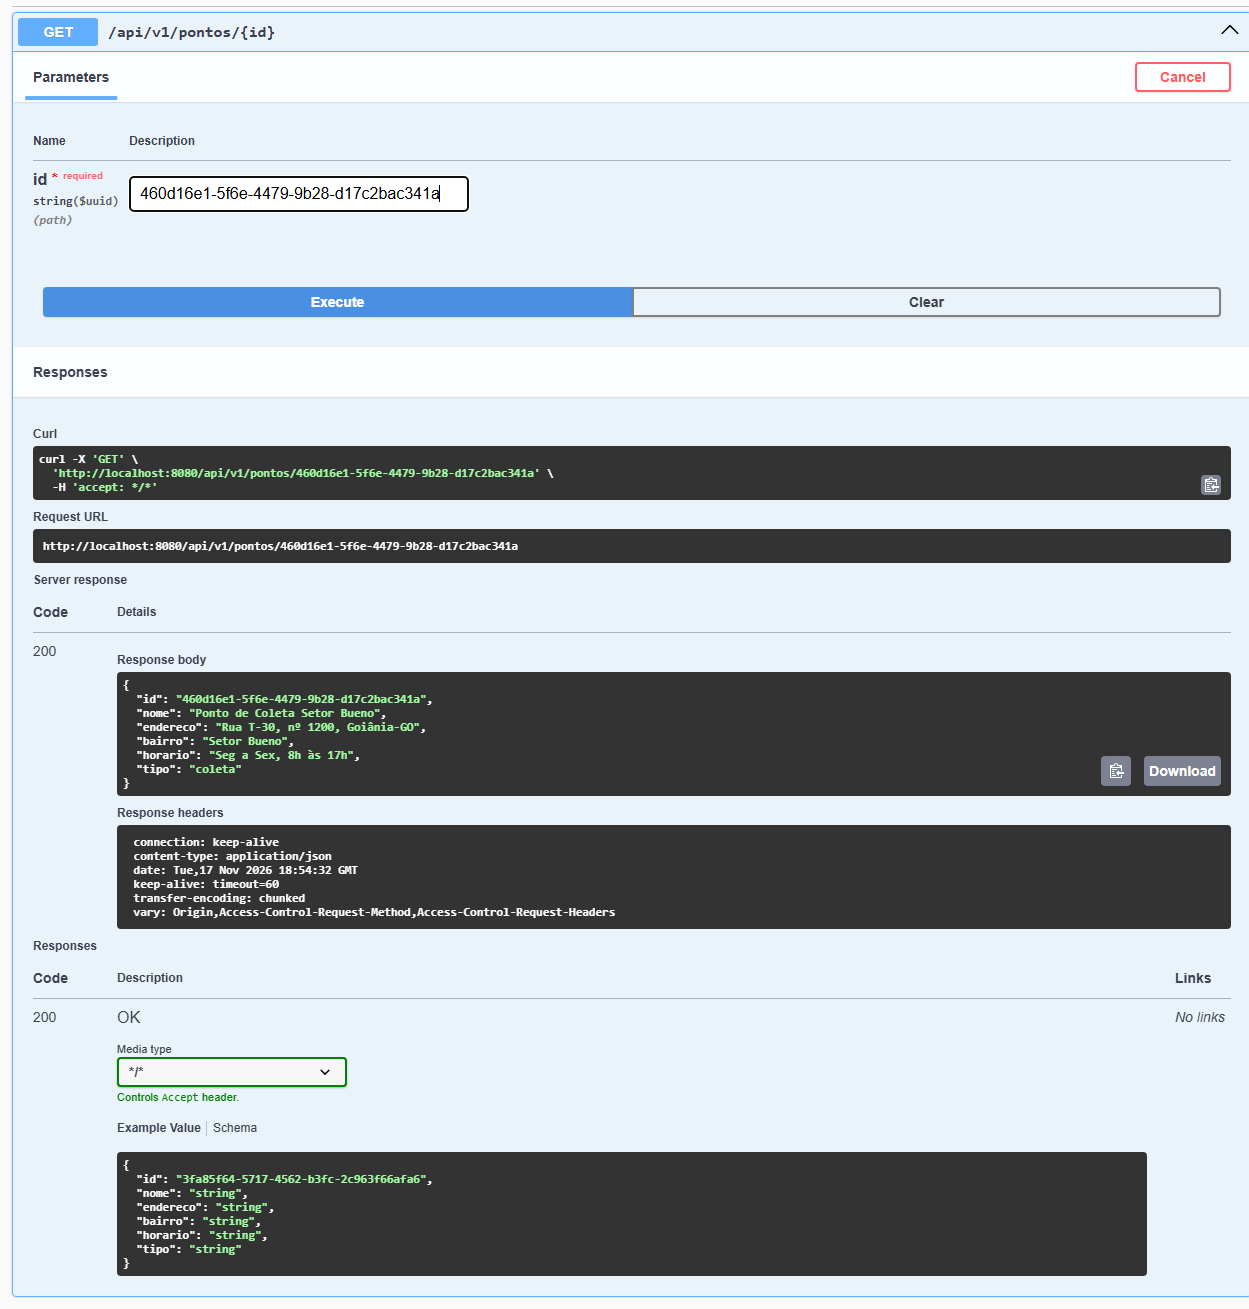 GET /api/v1/pontos/{id}
Parameters
Cancel
Name Description
id * required
string($uuid)
(path)
460d16e1-5f6e-4479-9b28-d17c2bac341a
Execute Clear
Responses
Curl
curl -X 'GET' \
'http://localhost:8080/api/v1/pontos/460d16e1-5f6e-4479-9b28-d17c2bac341a' \
-H 'accept: */*'
Request URL
http://localhost:8080/api/v1/pontos/460d16e1-5f6e-4479-9b28-d17c2bac341a
Server response
Code Details
200
Response body
{
"id": "460d16e1-5f6e-4479-9b28-d17c2bac341a",
"nome": "Ponto de Coleta Setor Bueno",
"endereco": "Rua T-30, nº 1200, Goiânia-GO",
"bairro": "Setor Bueno",
"horario": "Seg a Sex, 8h às 17h",
"tipo": "coleta"
}
Download
Response headers
connection: keep-alive
content-type: application/json
date: Tue,17 Nov 2026 18:54:32 GMT
keep-alive: timeout=60
transfer-encoding: chunked
vary: Origin,Access-Control-Request-Method,Access-Control-Request-Headers
Responses
Code Description Links
200 OK No links
Media type
*/*
Controls Accept header.
Example Value Schema
{
"id": "3fa85f64-5717-4562-b3fc-2c963f66afa6",
"nome": "string",
"endereco": "string",
"bairro": "string",
"horario": "string",
"tipo": "string"
}